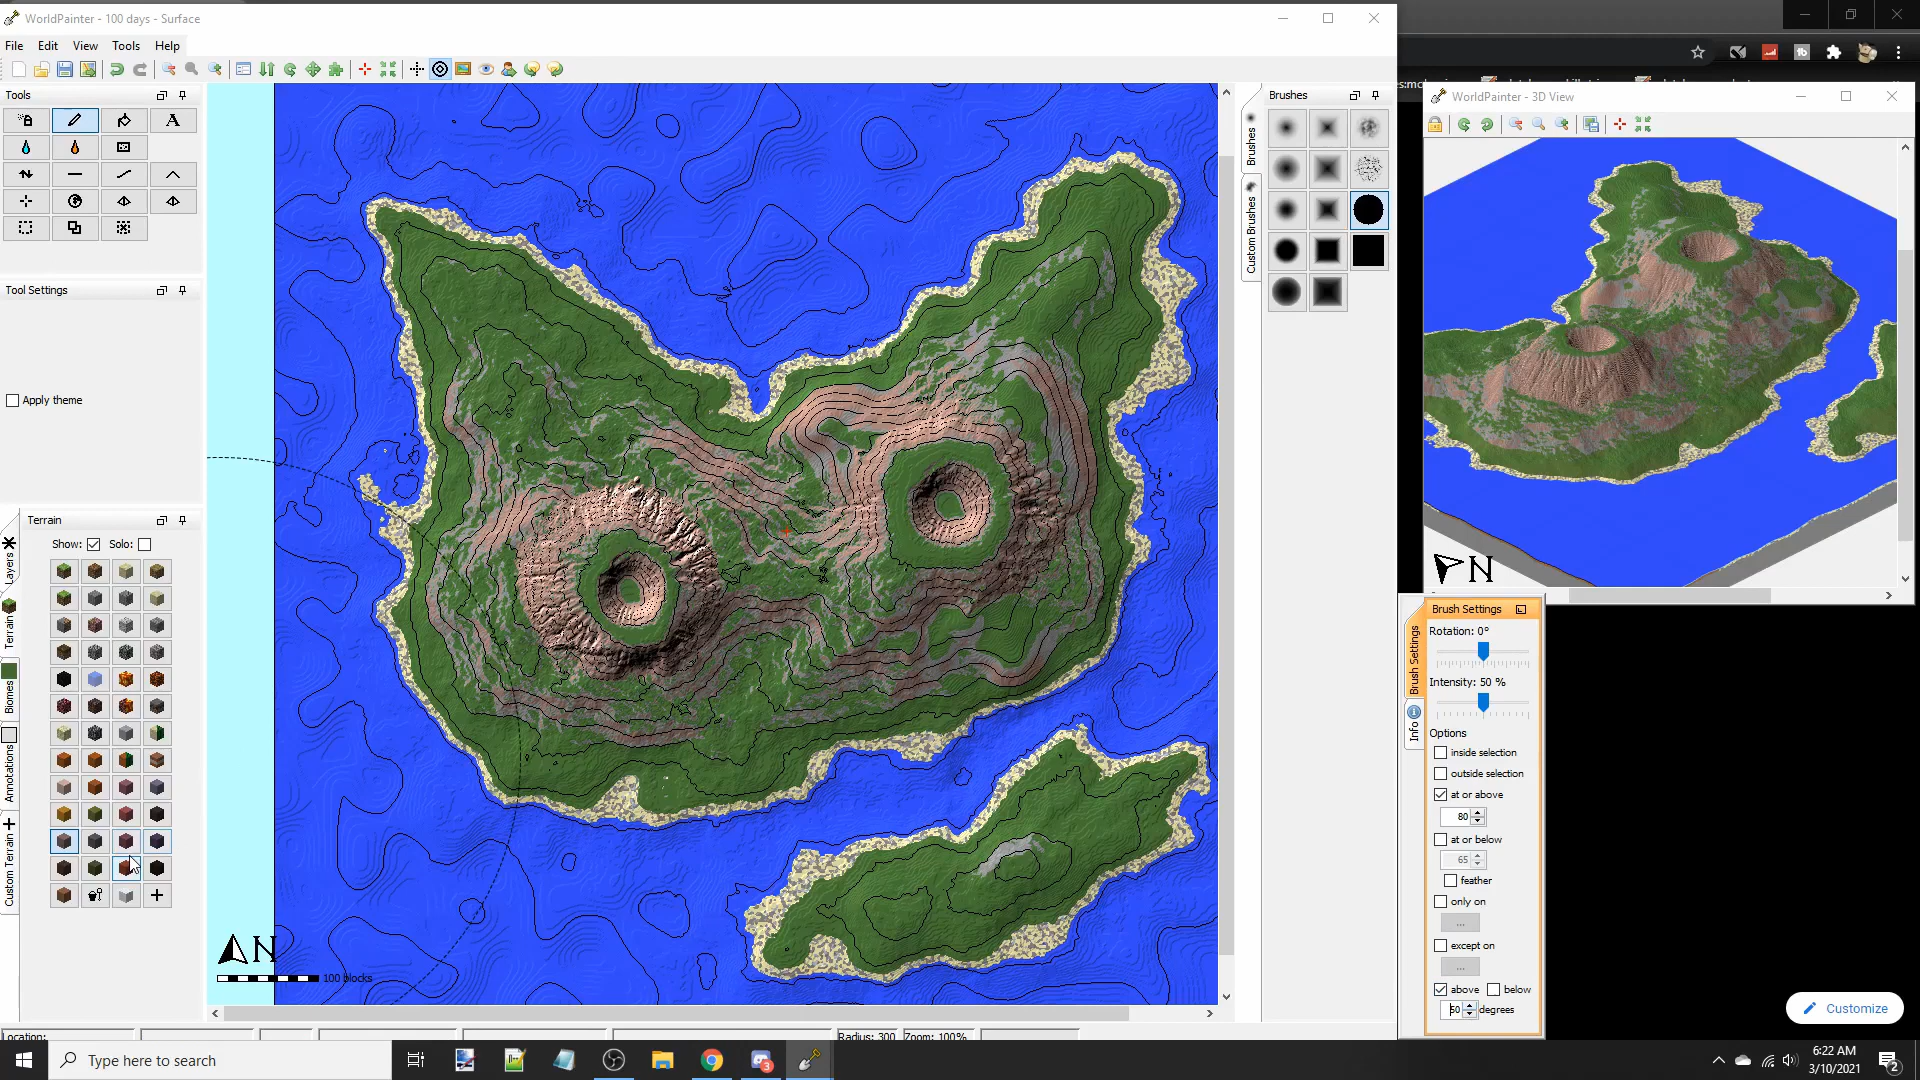 WorldPainter - 100 days - Surface
File Edit View Tools Help
Tools
A
Tool Settings
Apply theme
Terrain
Show: Solo:
Layers
Terrain
Biomes
Annotations
Custom Terrain
N
100 blocks
Location:
Radius: 300
Zoom: 100%
Brushes
Brushes
Custom Brushes
WorldPainter - 3D View
N
Brush Settings
Brush Settings
Info
Rotation: 0°
Intensity: 50 %
Options
inside selection
outside selection
at or above
80
at or below
65
feather
only on
...
except on
...
above below
50 degrees
Customize
Type here to search
3
6:22 AM
3/10/2021
2